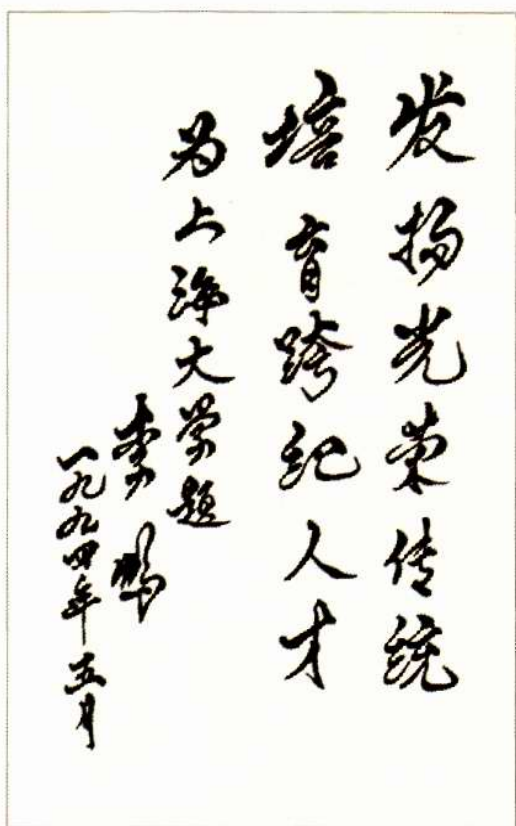 发扬光荣传统
培育跨纪人才
为上海大学题
李鹏
一九九四年五月